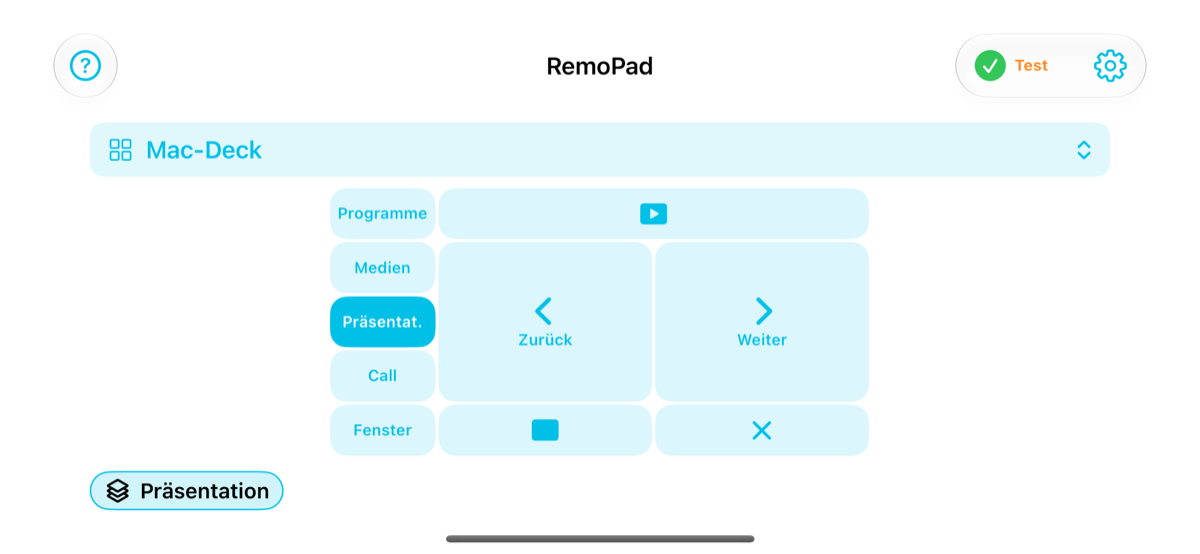 ?
RemoPad
Test
Mac-Deck
Programme
Medien
Präsentat.
Zurück
Weiter
Call
Fenster
Präsentation